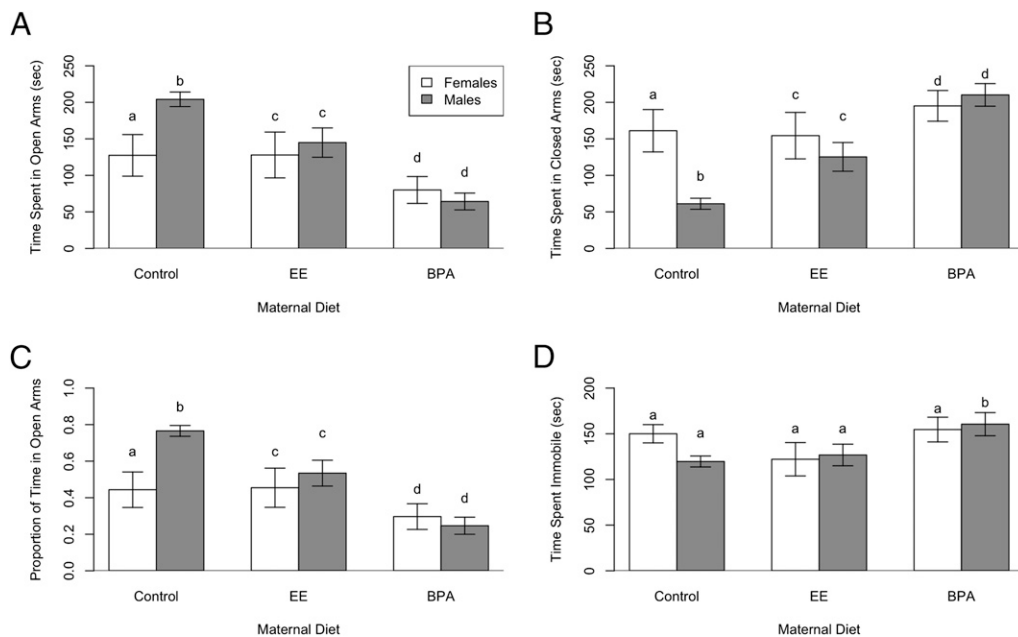 A
Time Spent in Open Arms (sec)
0 50 100 150 200 250
a b c c d d
Females
Males
Control EE BPA
Maternal Diet
B
Time Spent in Closed Arms (sec)
0 50 100 150 200 250
a b c c d d
Control EE BPA
Maternal Diet
C
Proportion of Time in Open Arms
0.0 0.2 0.4 0.6 0.8 1.0
a b c c d d
Control EE BPA
Maternal Diet
D
Time Spent Immobile (sec)
0 50 100 150 200
a a a a a b
Control EE BPA
Maternal Diet